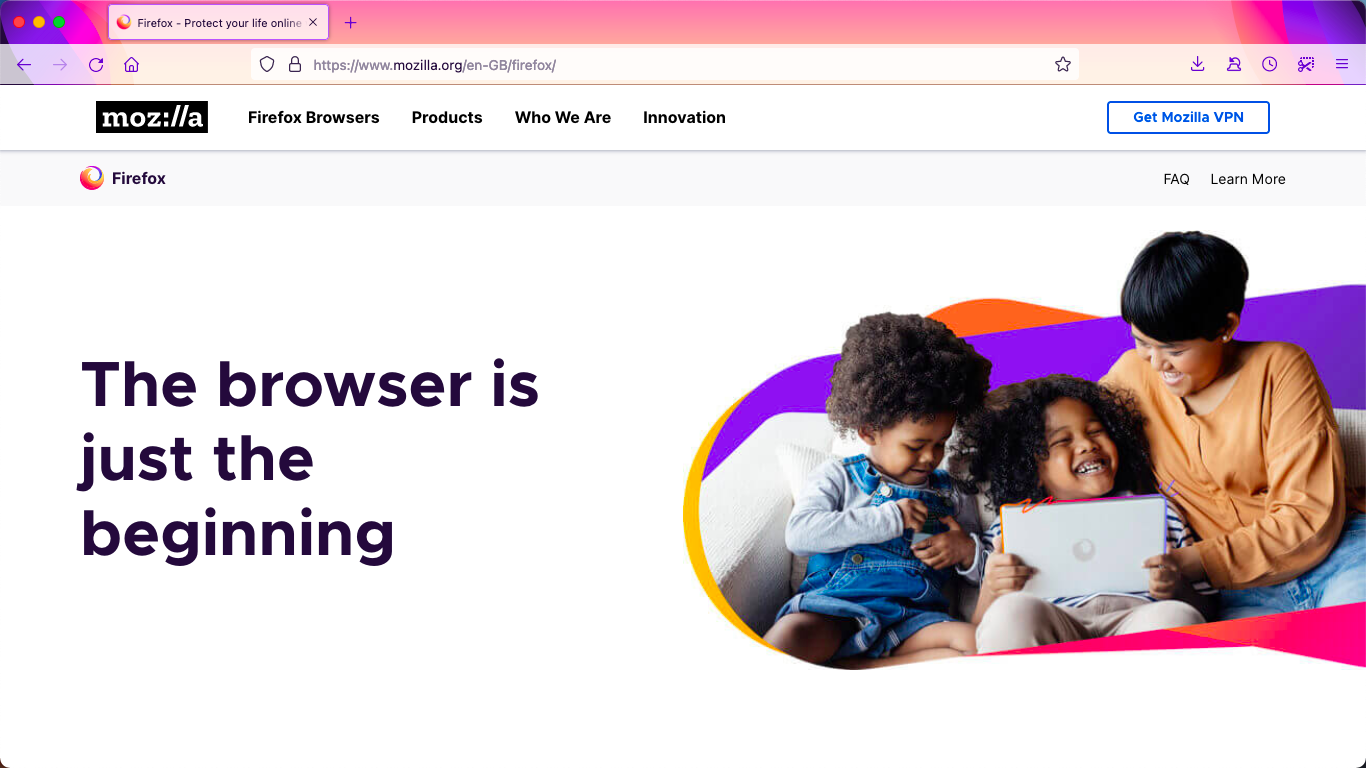 Firefox - Protect your life online
https://www.mozilla.org/en-GB/firefox/
moz://a
Firefox Browsers
Products
Who We Are
Innovation
Get Mozilla VPN
Firefox
FAQ
Learn More
The browser is
just the
beginning